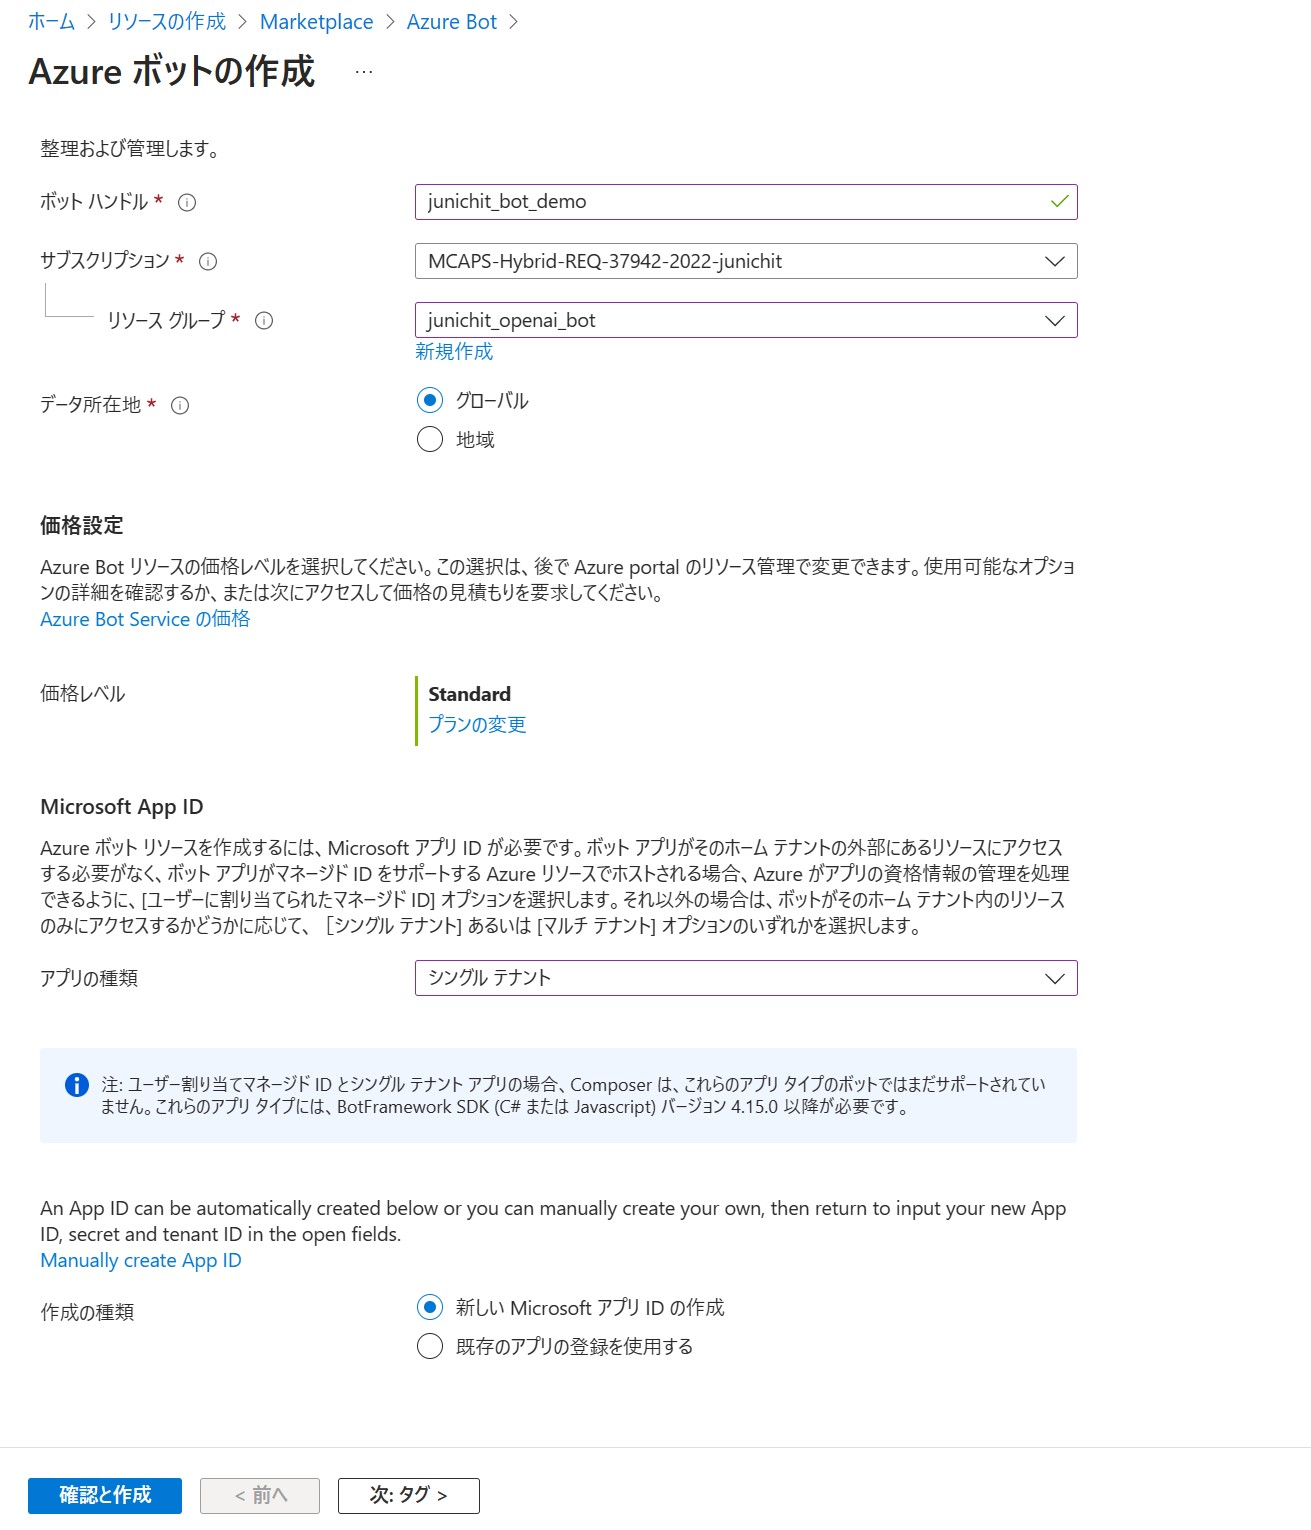 ホーム > リソースの作成 > Marketplace > Azure Bot >
Azure ボットの作成 …
整理および管理します。
ボット ハンドル *
junichit_bot_demo
サブスクリプション *
MCAPS-Hybrid-REQ-37942-2022-junichit
リソース グループ *
junichit_openai_bot
新規作成
データ所在地 *
グローバル
地域
価格設定
Azure Bot リソースの価格レベルを選択してください。この選択は、後で Azure portal のリソース管理で変更できます。使用可能なオプショ
ンの詳細を確認するか、または次にアクセスして価格の見積もりを要求してください。
Azure Bot Service の価格
価格レベル
Standard
プランの変更
Microsoft App ID
Azure ボット リソースを作成するには、Microsoft アプリ ID が必要です。ボット アプリがそのホーム テナントの外部にあるリソースにアクセス
する必要がなく、ボット アプリがマネージド ID をサポートする Azure リソースでホストされる場合、Azure がアプリの資格情報の管理を処理
できるように、[ユーザーに割り当てられたマネージド ID] オプションを選択します。それ以外の場合は、ボットがそのホーム テナント内のリソース
のみにアクセスするかどうかに応じて、［シングル テナント] あるいは [マルチ テナント] オプションのいずれかを選択します。
アプリの種類
シングル テナント
注: ユーザー割り当てマネージド ID とシングル テナント アプリの場合、Composer は、これらのアプリ タイプのボットではまだサポートされてい
ません。これらのアプリ タイプには、BotFramework SDK (C# または Javascript) バージョン 4.15.0 以降が必要です。
An App ID can be automatically created below or you can manually create your own, then return to input your new App
ID, secret and tenant ID in the open fields.
Manually create App ID
作成の種類
新しい Microsoft アプリ ID の作成
既存のアプリの登録を使用する
確認と作成
< 前へ
次: タグ >